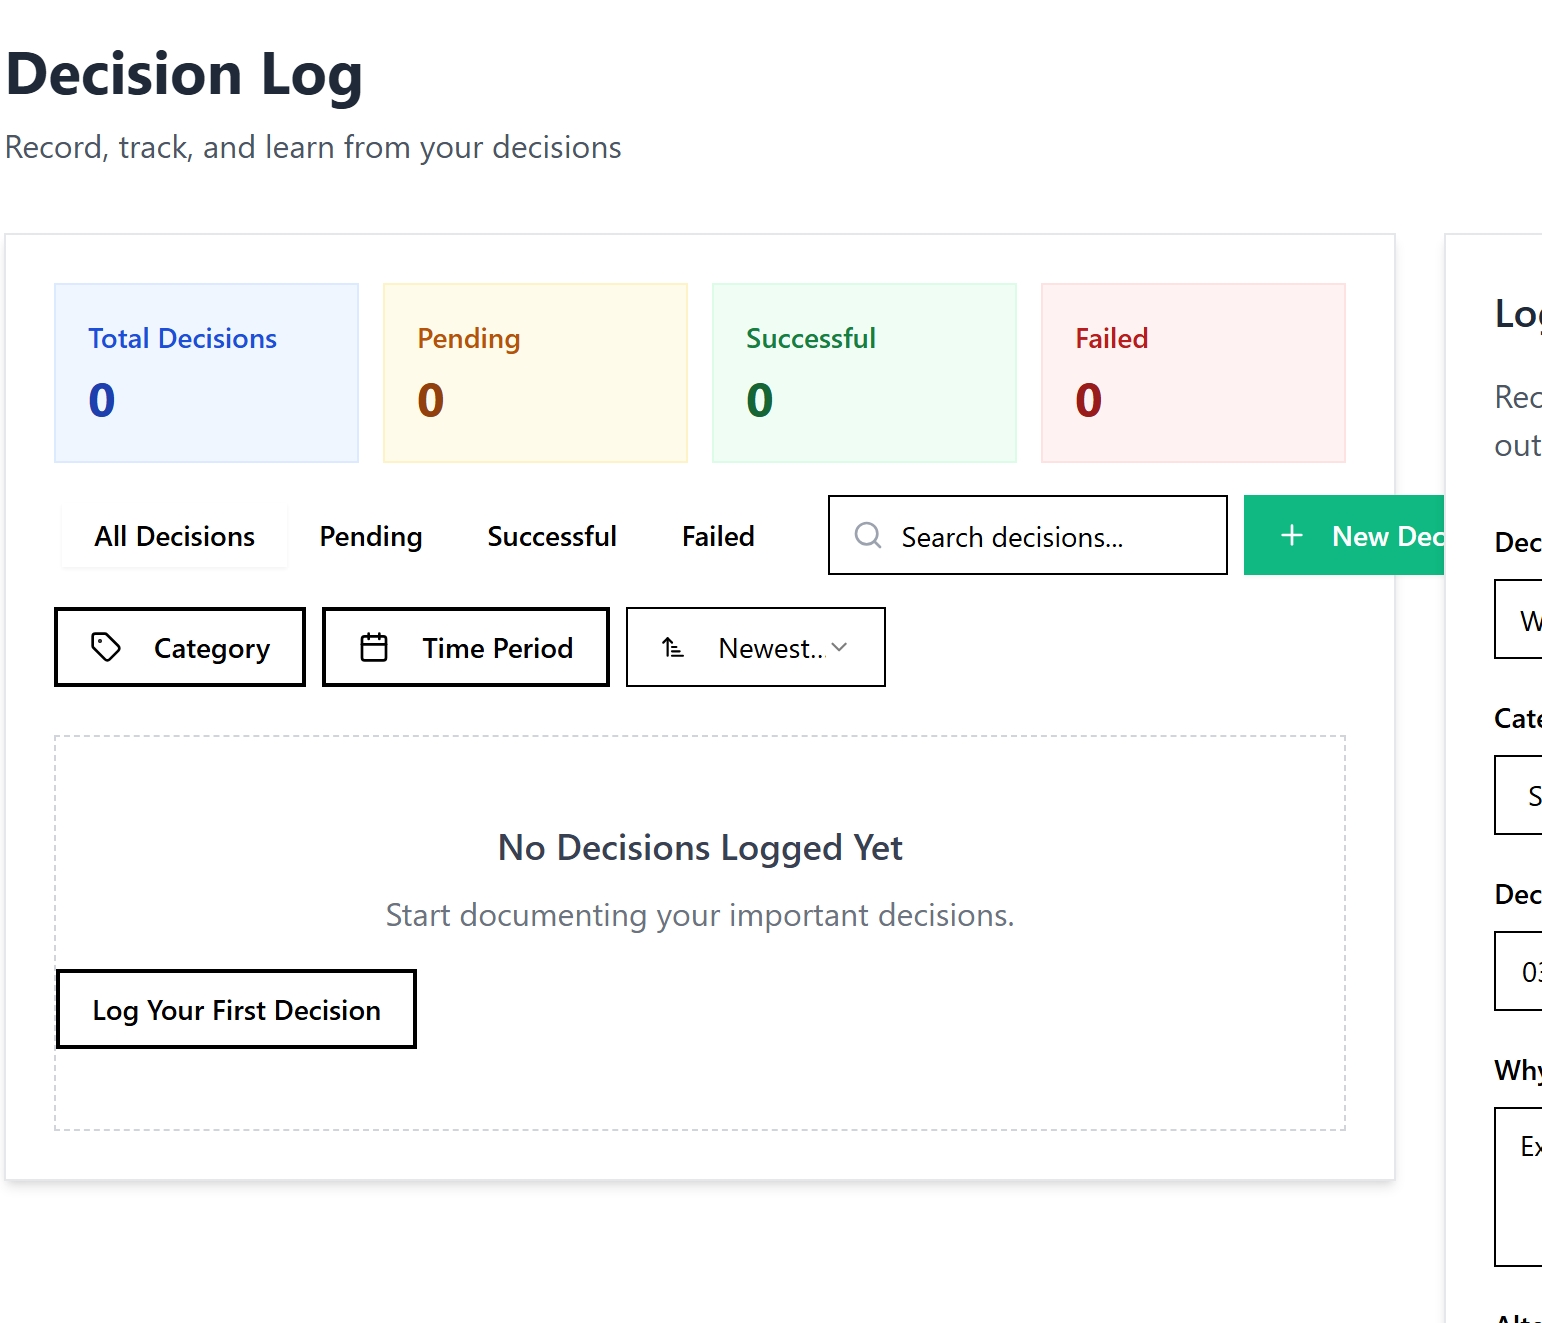 Decision Log
Record, track, and learn from your decisions
Total Decisions
0
Pending
0
Successful
0
Failed
0
All Decisions
Pending
Successful
Failed
Search decisions...
New Dec
Category
Time Period
Newest...
No Decisions Logged Yet
Start documenting your important decisions.
Log Your First Decision
Log
Rec
out
Dec
W
Cate
S
Dec
03
Why
Ex